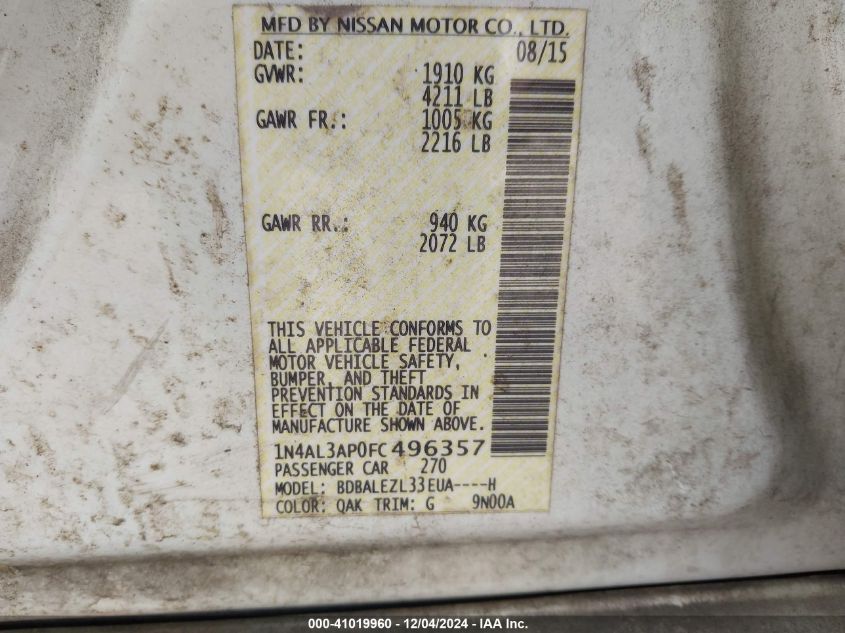 MFD BY NISSAN MOTOR CO., LTD.
DATE: 08/15
GVWR: 1910 KG
4211 LB
GAWR FR.: 1005 KG
2216 LB
GAWR RR.: 940 KG
2072 LB
THIS VEHICLE CONFORMS TO
ALL APPLICABLE FEDERAL
MOTOR VEHICLE SAFETY,
BUMPER, AND THEFT
PREVENTION STANDARDS IN
EFFECT ON THE DATE OF
MANUFACTURE SHOWN ABOVE.
1N4AL3AP0FC496357
PASSENGER CAR 270
MODEL: BDBALEZL33EUA----H
COLOR: QAK TRIM: G 9N00A
000-41019960 - 12/04/2024 - IAA Inc.